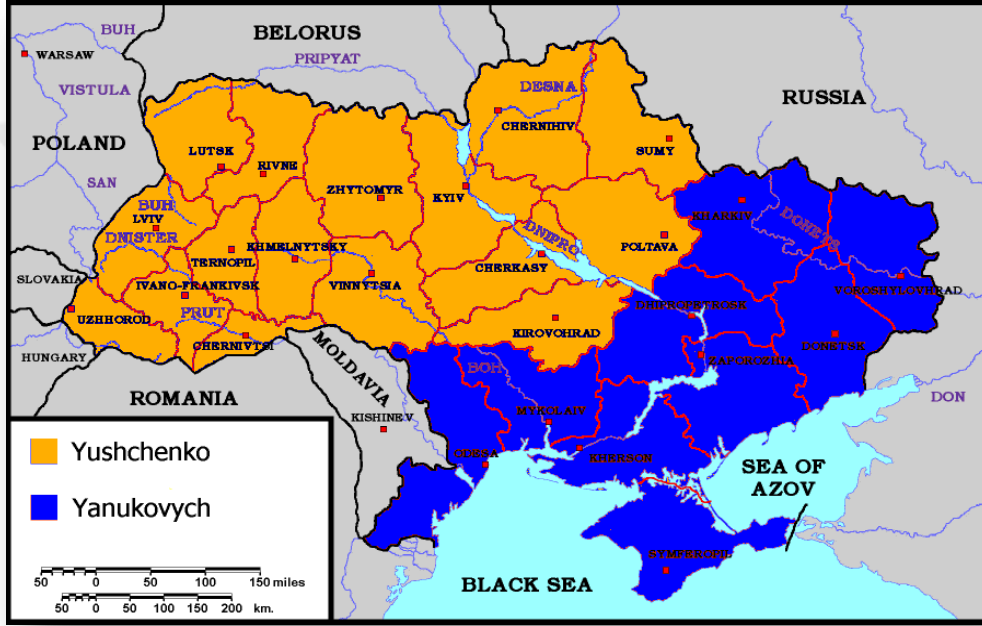 BUH
BELORUS
WARSAW
PRIPYAT
VISTULA
DESNA
RUSSIA
CHERNIHIV
POLAND
SUMY
LUTSK
RIVNE
SAN
ZHYTOMYR
KYIV
BUH
KHARKIV
LVIV
DONETS
DNISTER
DNIPRO
POLTAVA
KHMELNYTSKY
TERNOPIL
CHERKASY
SLOVAKIA
IVANO-FRANKIVSK
VINNYTSIA
VOROSHYLOVHRAD
UZHHOROD
PRUT
DNIPROPETROSK
KIROVOHRAD
CHERNIVTSI
DONETSK
HUNGARY
MOLDAVIA
BOH
ZAPOROZHIA
ROMANIA
DON
KISHINEV
MYKOLAIV
Yushchenko
ODESA
KHERSON
SEA OF
AZOV
Yanukovych
SYMFEROPIL
BLACK SEA
50 0 50 100 150 miles
50 0 50 100 150 200 km.